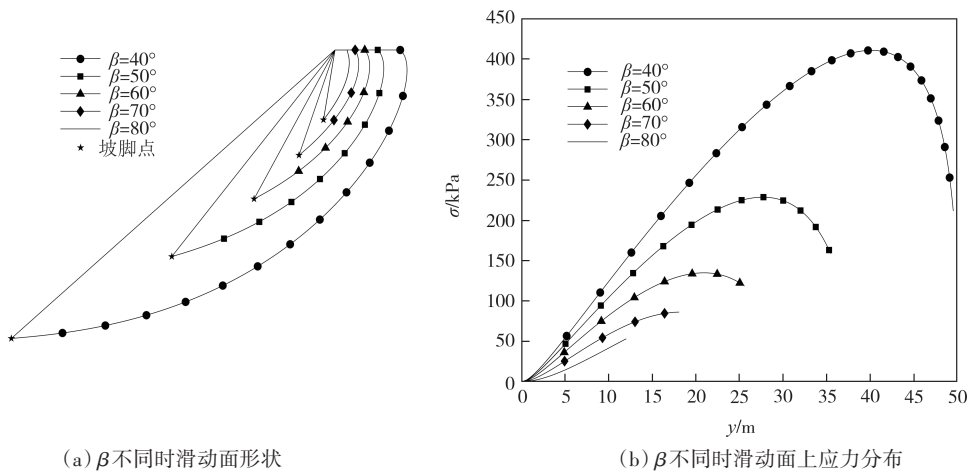 β=40°
β=50°
β=60°
β=70°
β=80°
坡脚点
(a) β不同时滑动面形状
450
400
350
300
250
200
150
100
50
0
σ/kPa
β=40°
β=50°
β=60°
β=70°
β=80°
0 5 10 15 20 25 30 35 40 45 50
y/m
(b) β不同时滑动面上应力分布